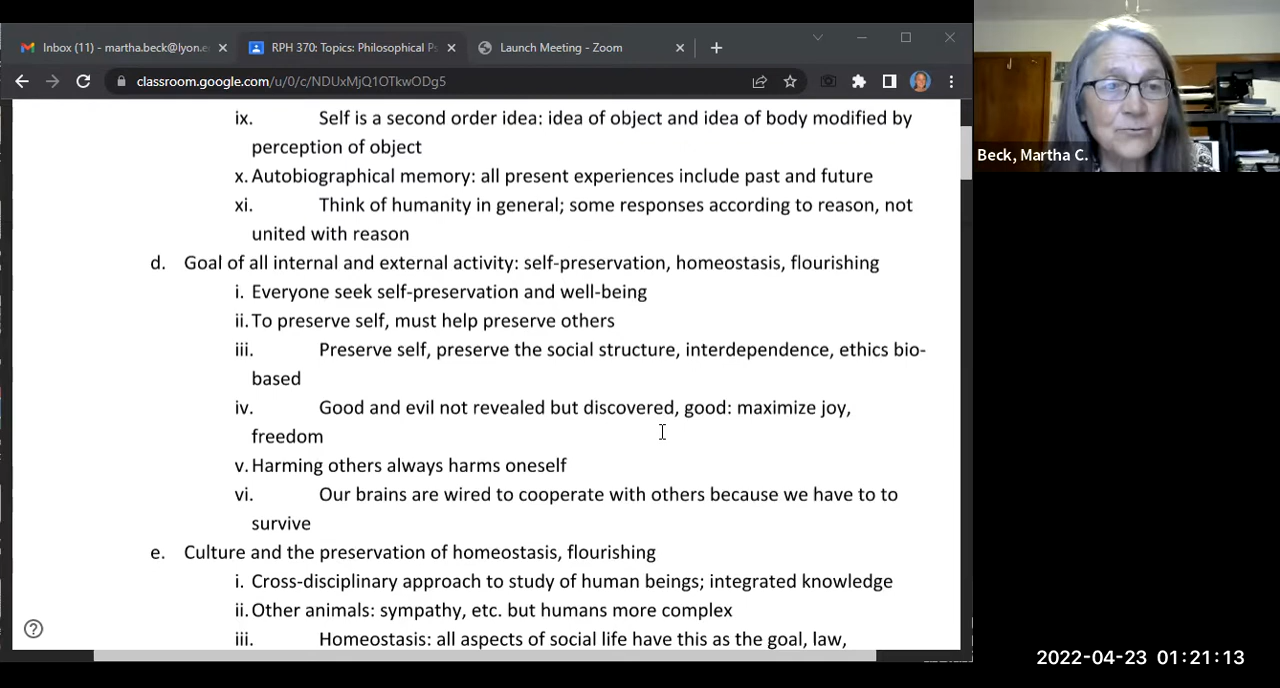 Inbox (11) - martha.beck@lyon.e
RPH 370: Topics: Philosophical Ps
Launch Meeting - Zoom
classroom.google.com/u/0/c/NDUxMjQ1OTkwODg5
ix. Self is a second order idea: idea of object and idea of body modified by
perception of object
x. Autobiographical memory: all present experiences include past and future
xi. Think of humanity in general; some responses according to reason, not
united with reason
d. Goal of all internal and external activity: self-preservation, homeostasis, flourishing
i. Everyone seek self-preservation and well-being
ii. To preserve self, must help preserve others
iii. Preserve self, preserve the social structure, interdependence, ethics bio-
based
iv. Good and evil not revealed but discovered, good: maximize joy,
freedom
v. Harming others always harms oneself
vi. Our brains are wired to cooperate with others because we have to to
survive
e. Culture and the preservation of homeostasis, flourishing
i. Cross-disciplinary approach to study of human beings; integrated knowledge
ii. Other animals: sympathy, etc. but humans more complex
iii. Homeostasis: all aspects of social life have this as the goal, law,
Beck, Martha C.
2022-04-23 01:21:13